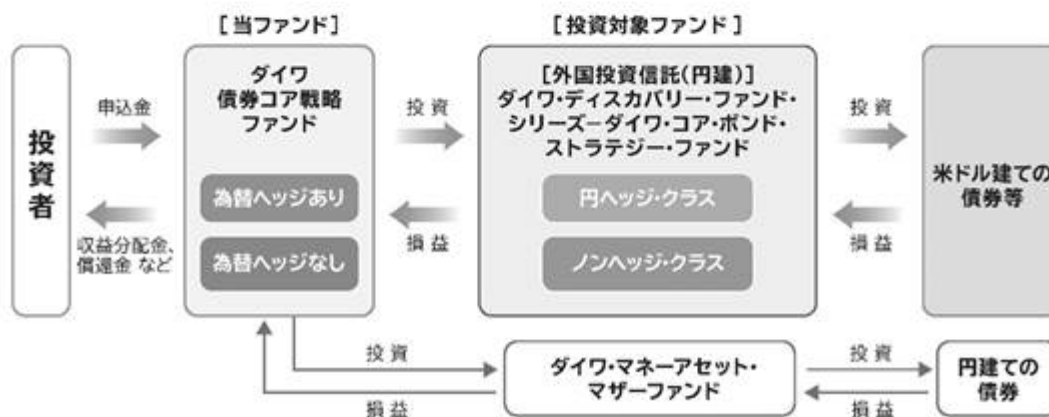 [当ファンド]
[投資対象ファンド]
投資者
申込金
収益分配金、
償還金 など
ダイワ
債券コア戦略
ファンド
為替ヘッジあり
為替ヘッジなし
投資
損益
[外国投資信託(円建)]
ダイワ・ディスカバリー・ファンド・
シリーズ－ダイワ・コア・ボンド・
ストラテジー・ファンド
円ヘッジ・クラス
ノンヘッジ・クラス
投資
損益
米ドル建ての
債券等
投資
損益
ダイワ・マネーアセット・
マザーファンド
投資
損益
円建ての
債券